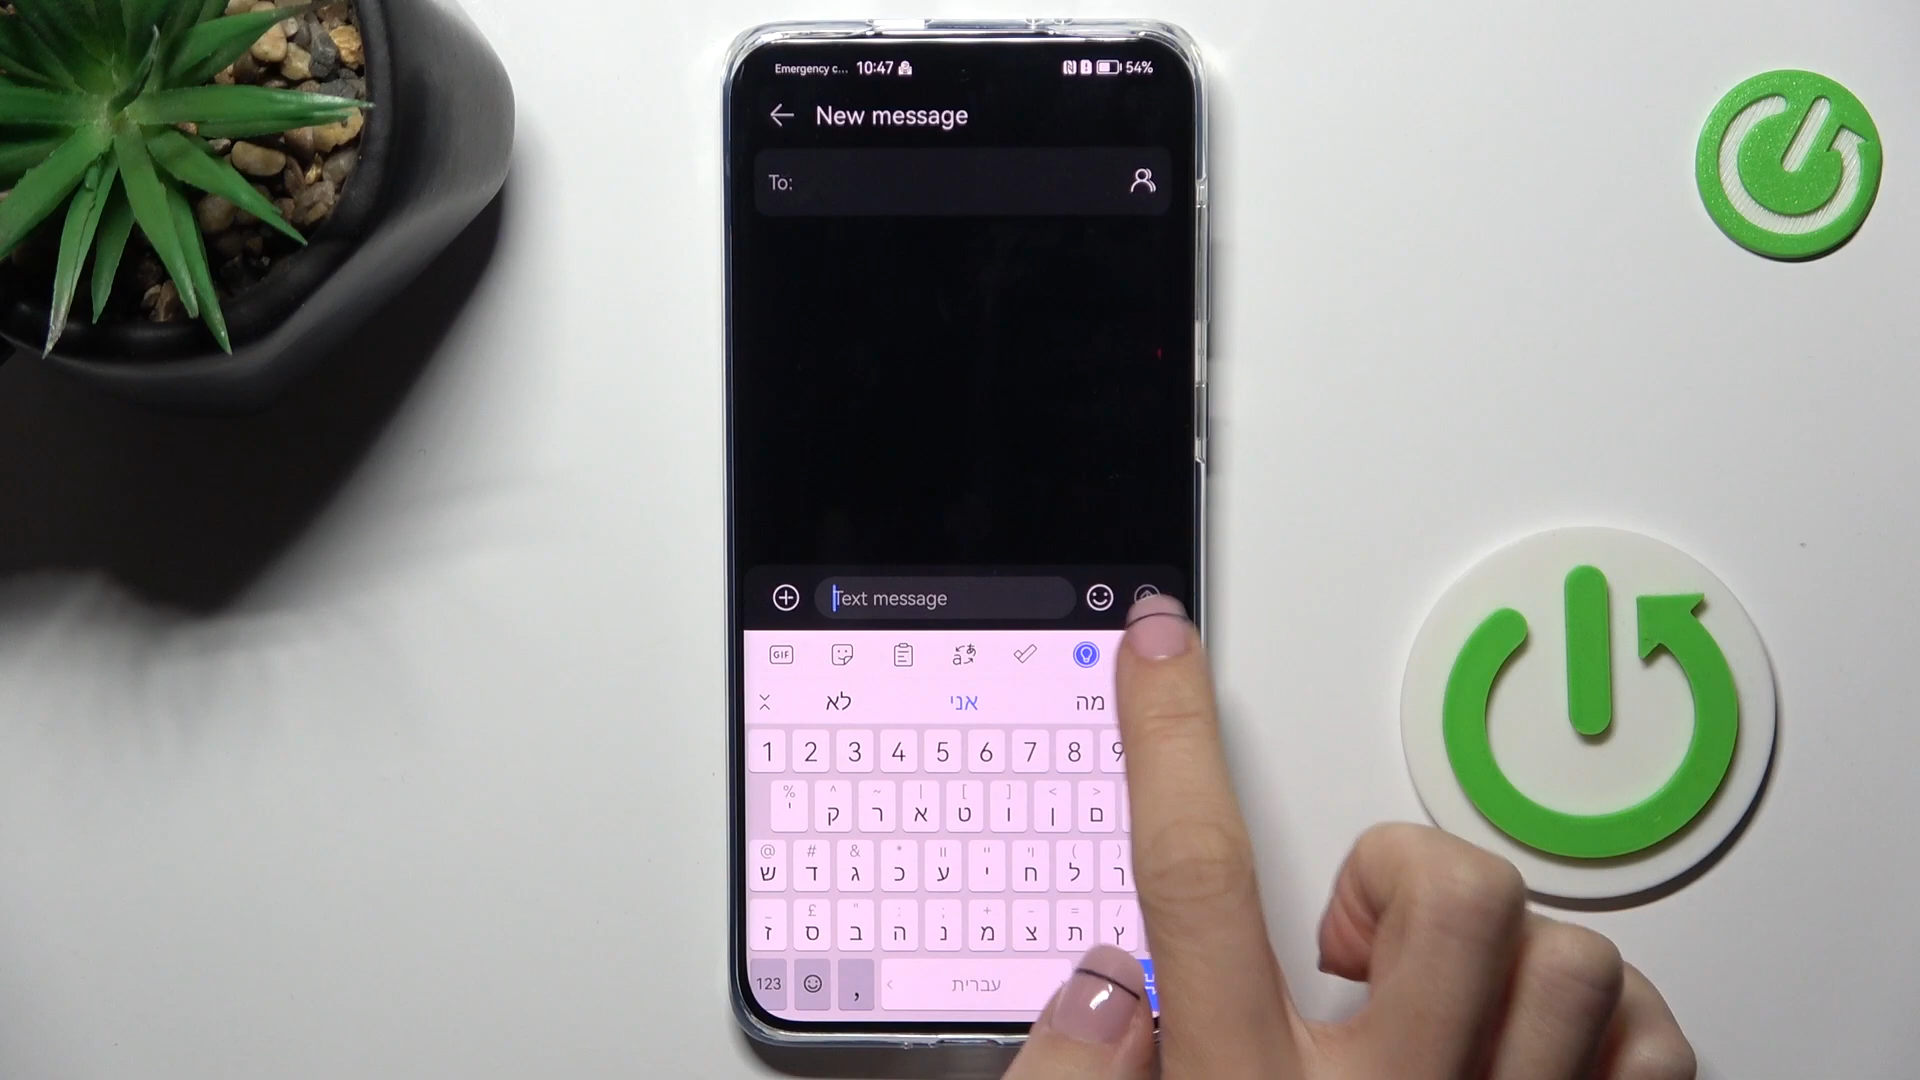 Emergency c... 10:47 54%
New message
To:
Text message
GIF
לא אני מה
1 2 3 4 5 6 7 8 9
% ^ ~ | [ ] < >
' ק ר א ט ו ן ם
@ # & * װ ײ ױ ( )
ש ד ג כ ע י ח ל ך
_ £ " : ; + - = /
ז ס ב ה נ מ צ ת ץ
123 , < עברית